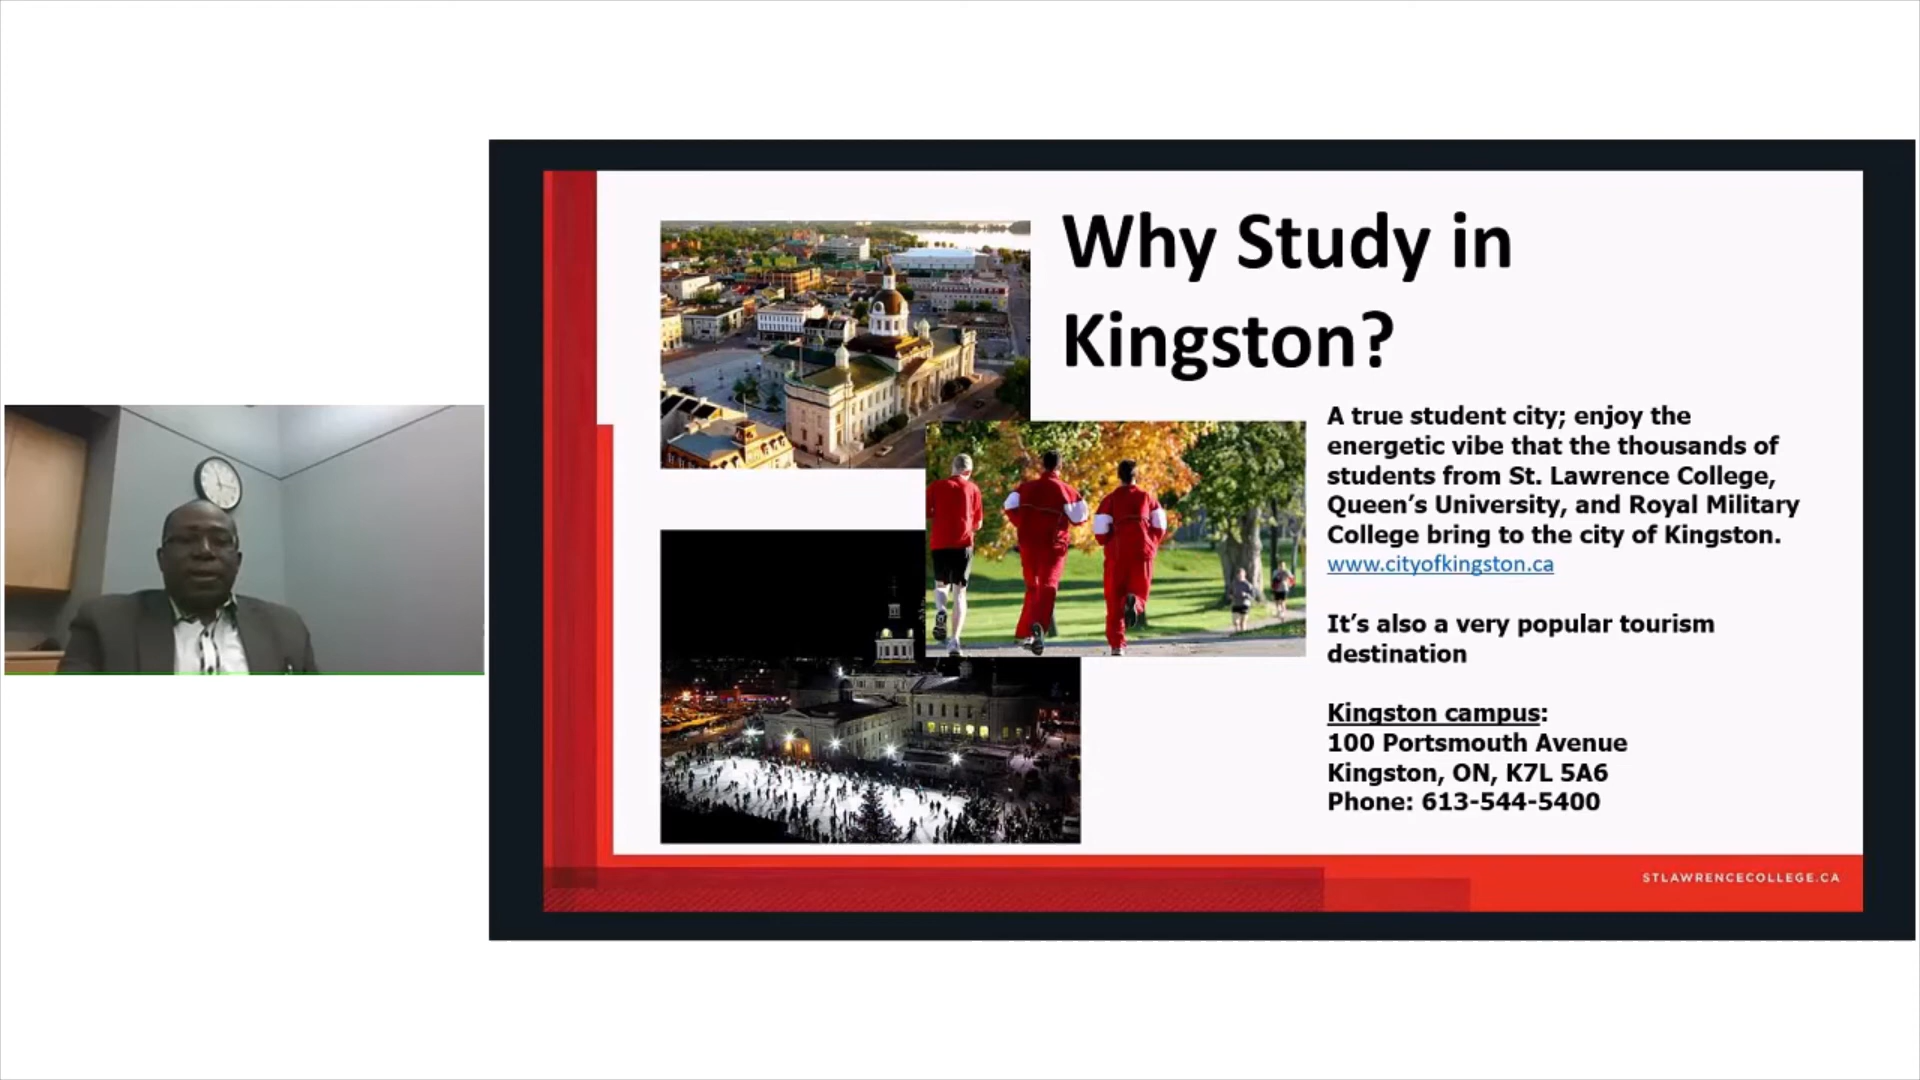 Why Study in
Kingston?
A true student city; enjoy the
energetic vibe that the thousands of
students from St. Lawrence College,
Queen’s University, and Royal Military
College bring to the city of Kingston.
www.cityofkingston.ca
It’s also a very popular tourism
destination
Kingston campus:
100 Portsmouth Avenue
Kingston, ON, K7L 5A6
Phone: 613-544-5400
STLAWRENCECOLLEGE.CA